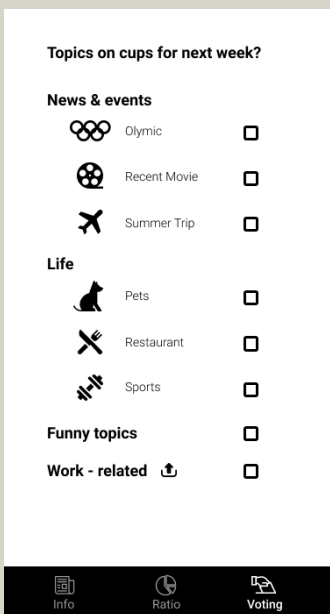 Topics on cups for next week?
News & events
Olymic
Recent Movie
Summer Trip
Life
Pets
Restaurant
Sports
Funny topics
Work - related
Info
Ratio
Voting